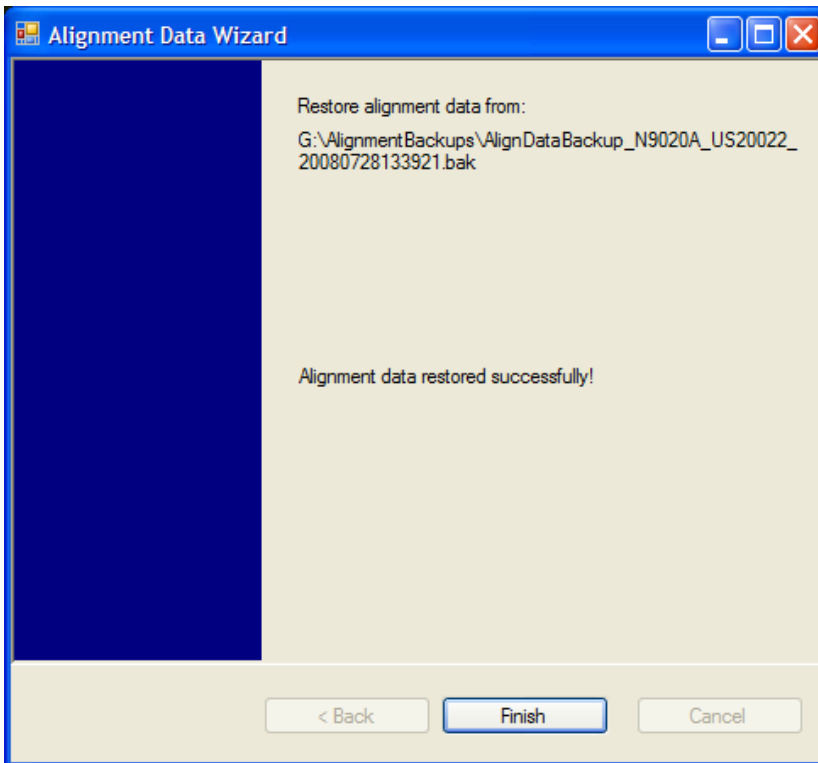 Alignment Data Wizard
Restore alignment data from:
G:\AlignmentBackups\AlignDataBackup_N9020A_US20022_
20080728133921.bak
Alignment data restored successfully!
< Back Finish Cancel